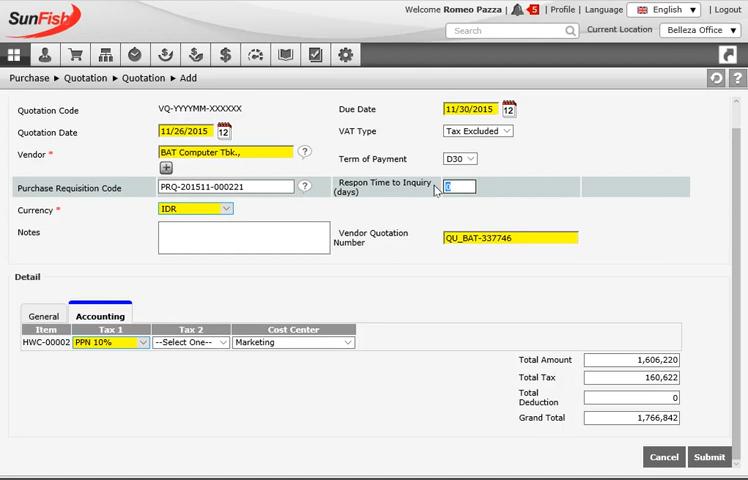 SunFish
Welcome Romeo Pazza 5 Profile Language English Logout
Search Current Location Belleza Office
Purchase Quotation Quotation Add
Quotation Code VQ-YYYYMM-XXXXXX Due Date 11/30/2015 12
Quotation Date 11/26/2015 12 VAT Type Tax Excluded
Vendor * BAT Computer Tbk., Term of Payment D30
Purchase Requisition Code PRQ-201511-000221 Respon Time to Inquiry (days) 0
Currency * IDR
Notes Vendor Quotation Number QU_BAT-337746
Detail
General Accounting
Item Tax 1 Tax 2 Cost Center
HWC-00002 PPN 10% --Select One-- Marketing
Total Amount 1,606,220
Total Tax 160,622
Total Deduction 0
Grand Total 1,766,842
Cancel Submit